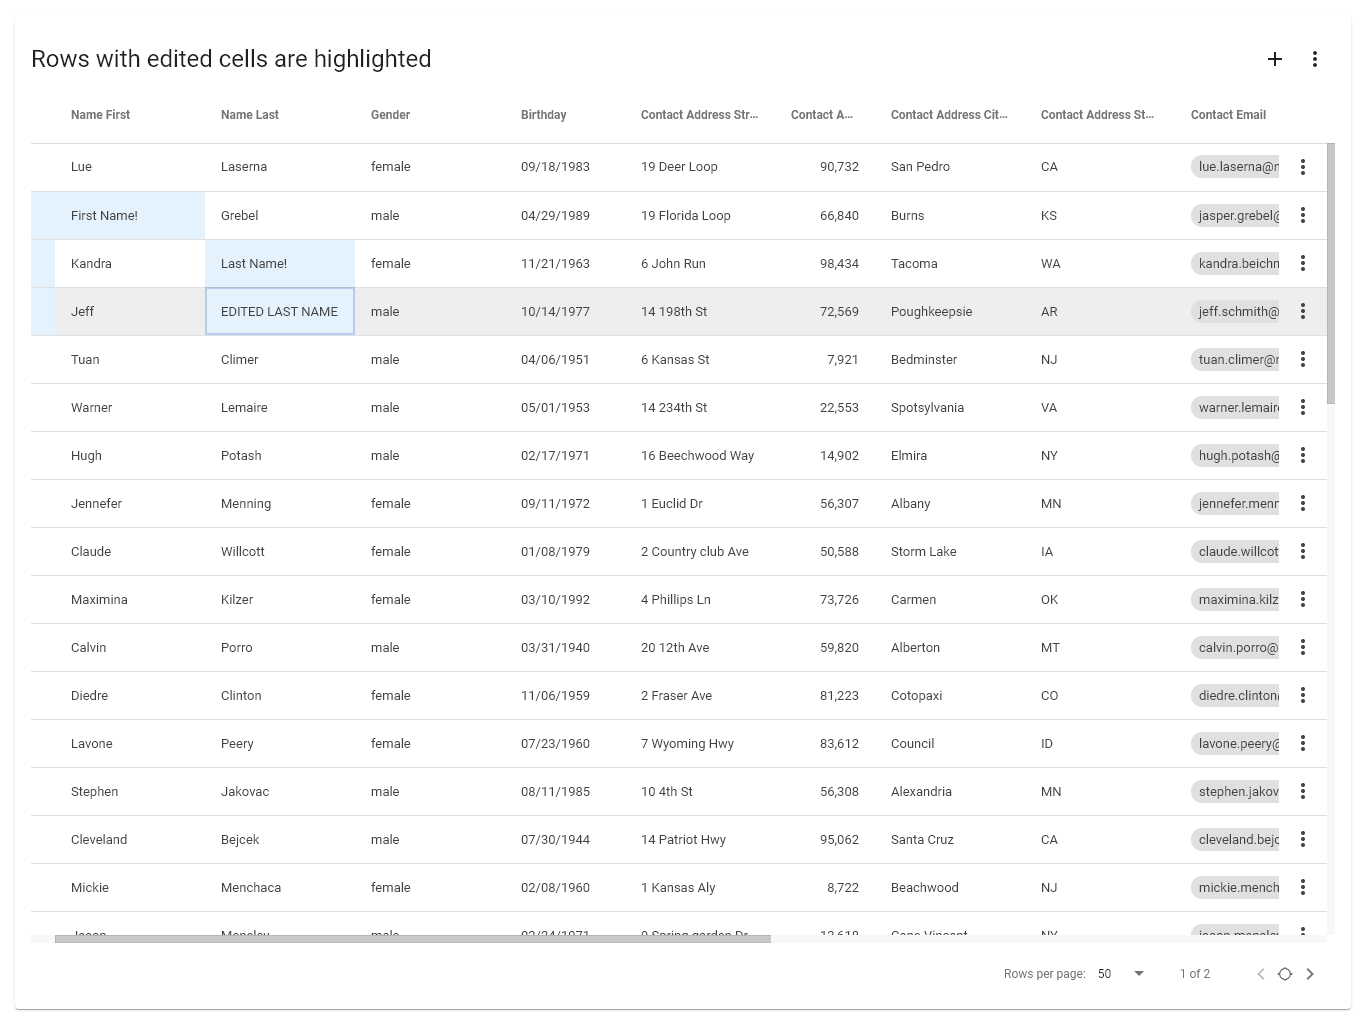 Rows with edited cells are highlighted
Name First Name Last Gender Birthday Contact Address Str... Contact A... Contact Address Cit... Contact Address St... Contact Email
Lue Laserna female 09/18/1983 19 Deer Loop 90,732 San Pedro CA lue.laserna@
First Name! Grebel male 04/29/1989 19 Florida Loop 66,840 Burns KS jasper.grebel@
Kandra Last Name! female 11/21/1963 6 John Run 98,434 Tacoma WA kandra.beichn
Jeff EDITED LAST NAME male 10/14/1977 14 198th St 72,569 Poughkeepsie AR jeff.schmith@
Tuan Climer male 04/06/1951 6 Kansas St 7,921 Bedminster NJ tuan.climer@
Warner Lemaire male 05/01/1953 14 234th St 22,553 Spotsylvania VA warner.lemaire
Hugh Potash male 02/17/1971 16 Beechwood Way 14,902 Elmira NY hugh.potash@
Jennefer Menning female 09/11/1972 1 Euclid Dr 56,307 Albany MN jennefer.menn
Claude Willcott female 01/08/1979 2 Country club Ave 50,588 Storm Lake IA claude.willcot
Maximina Kilzer female 03/10/1992 4 Phillips Ln 73,726 Carmen OK maximina.kilz
Calvin Porro male 03/31/1940 20 12th Ave 59,820 Alberton MT calvin.porro@
Diedre Clinton female 11/06/1959 2 Fraser Ave 81,223 Cotopaxi CO diedre.clinton
Lavone Peery female 07/23/1960 7 Wyoming Hwy 83,612 Council ID lavone.peery@
Stephen Jakovac male 08/11/1985 10 4th St 56,308 Alexandria MN stephen.jakov
Cleveland Bejcek male 07/30/1944 14 Patriot Hwy 95,062 Santa Cruz CA cleveland.bejc
Mickie Menchaca female 02/08/1960 1 Kansas Aly 8,722 Beachwood NJ mickie.mench
Rows per page: 50 1 of 2